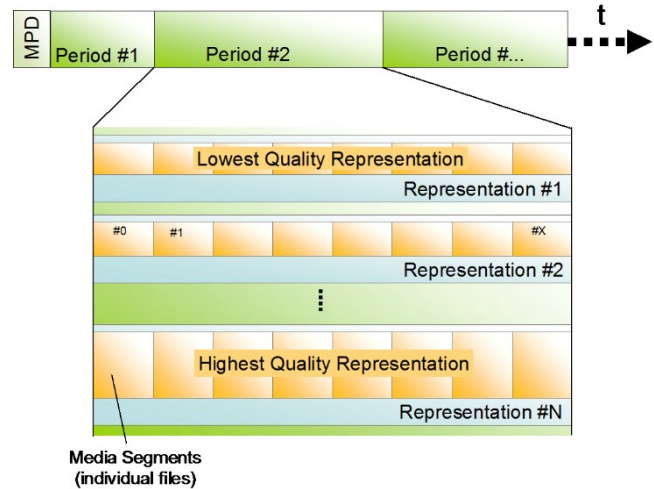 t
MPD
Period #1
Period #2
Period #...
Lowest Quality Representation
Representation #1
#0
#1
#X
Representation #2
Highest Quality Representation
Representation #N
Media Segments
(individual files)